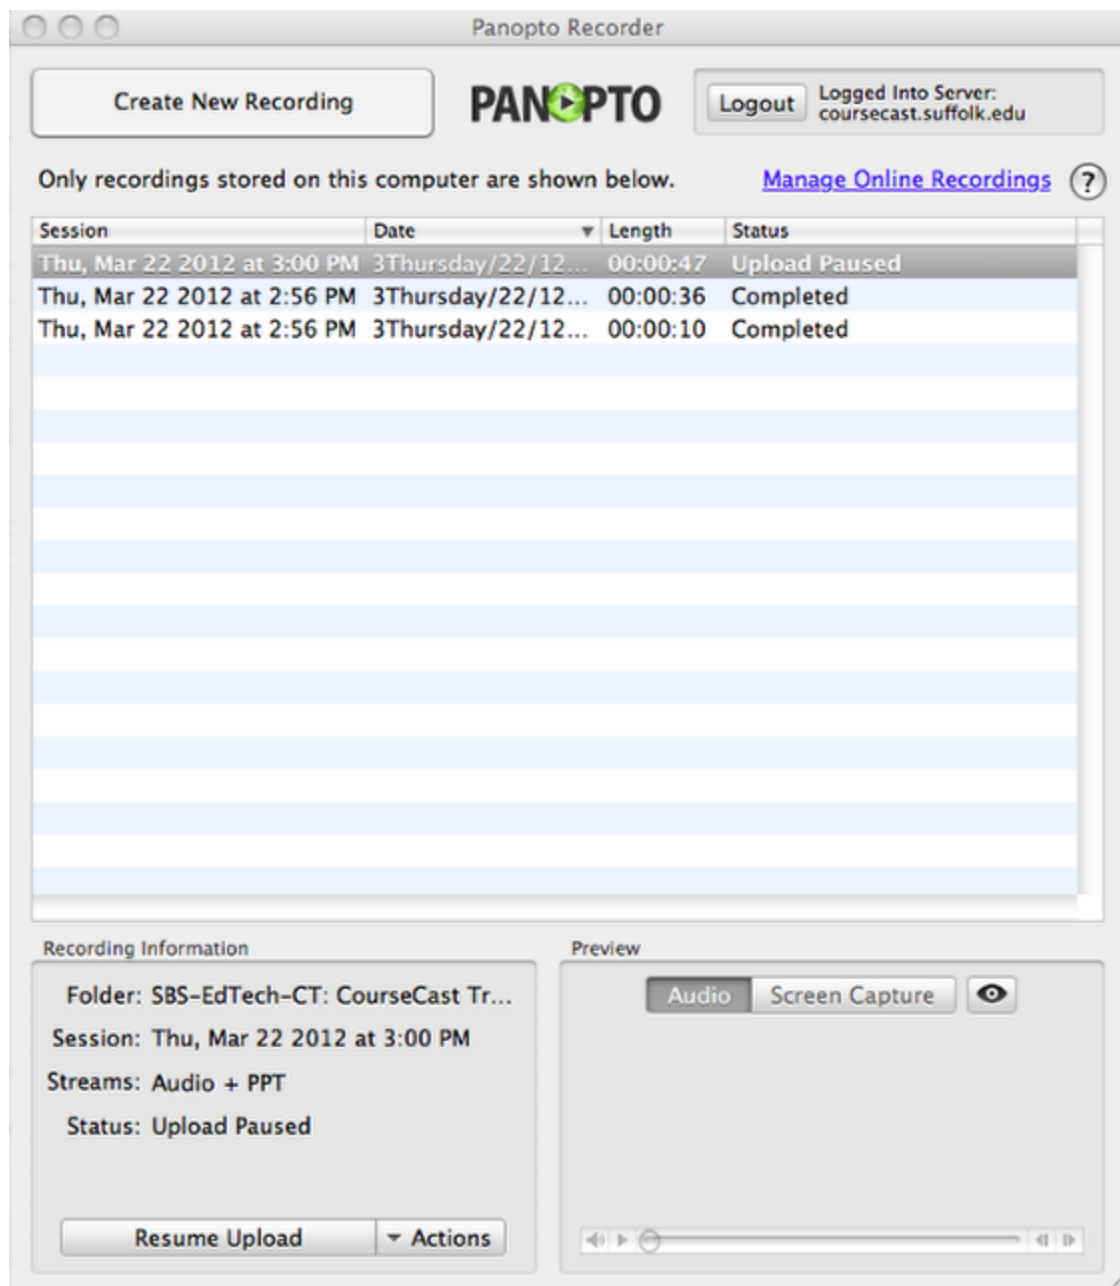 Panopto Recorder
Create New Recording
PANOPTO
Logout
Logged Into Server:
coursecast.suffolk.edu
Only recordings stored on this computer are shown below.
Manage Online Recordings ?
Session Date Length Status
Thu, Mar 22 2012 at 3:00 PM 3Thursday/22/12... 00:00:47 Upload Paused
Thu, Mar 22 2012 at 2:56 PM 3Thursday/22/12... 00:00:36 Completed
Thu, Mar 22 2012 at 2:56 PM 3Thursday/22/12... 00:00:10 Completed
Recording Information
Folder: SBS-EdTech-CT: CourseCast Tr...
Session: Thu, Mar 22 2012 at 3:00 PM
Streams: Audio + PPT
Status: Upload Paused
Resume Upload Actions
Preview
Audio Screen Capture